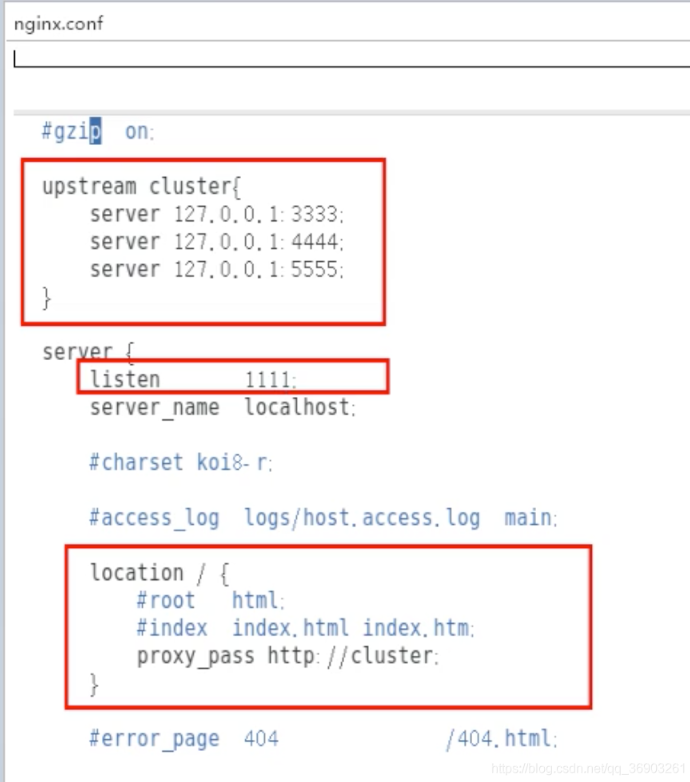 nginx.conf
#gzip on;
upstream cluster{
server 127.0.0.1:3333;
server 127.0.0.1:4444;
server 127.0.0.1:5555;
}
server {
listen 1111;
server_name localhost;
#charset koi8-r;
#access_log logs/host.access.log main;
location / {
#root html;
#index index.html index.htm;
proxy_pass http://cluster;
}
#error_page 404 /404.html;
https://blog.csdn.net/qq_36903261